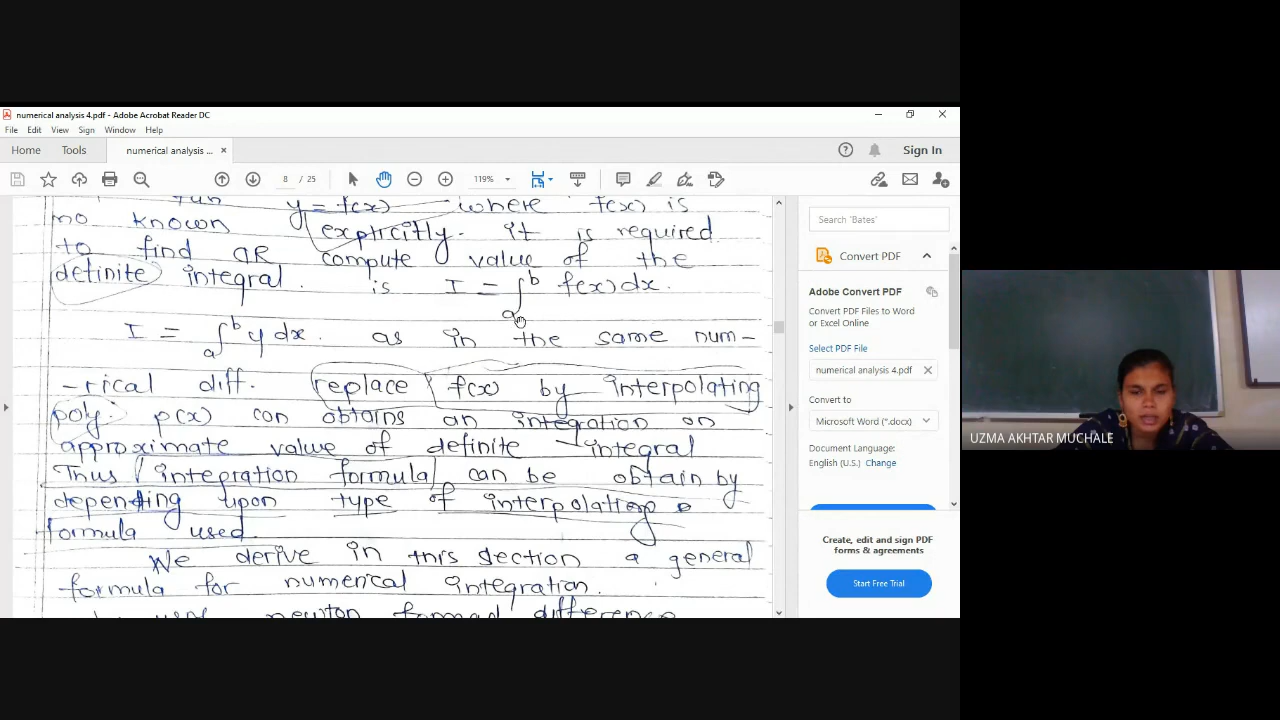 numerical analysis 4.pdf - Adobe Acrobat Reader DC
File Edit View Sign Window Help
Home Tools numerical analysis ... × Sign In
8 / 25 119%
y = f(x) where f(x) is
no known explicitly. it is required
to find OR compute value of the
definite integral. is I = ∫ₐᵇ f(x) dx.
I = ∫ₐᵇ y dx. as in the same num-
-rical diff. replace f(x) by interpolating
poly. p(x) can obtains an integration on
approximate value of definite integral
Thus integration formula can be obtain by
depending upon type of interpolating
formula used.
We derive in this section a general
formula for numerical integration.
newton forward difference
Search 'Bates'
Convert PDF
Adobe Convert PDF
Convert PDF Files to Word
or Excel Online
Select PDF File
numerical analysis 4.pdf ×
Convert to
Microsoft Word (*.docx)
Document Language:
English (U.S.) Change
Create, edit and sign PDF
forms & agreements
Start Free Trial
UZMA AKHTAR MUCHALE